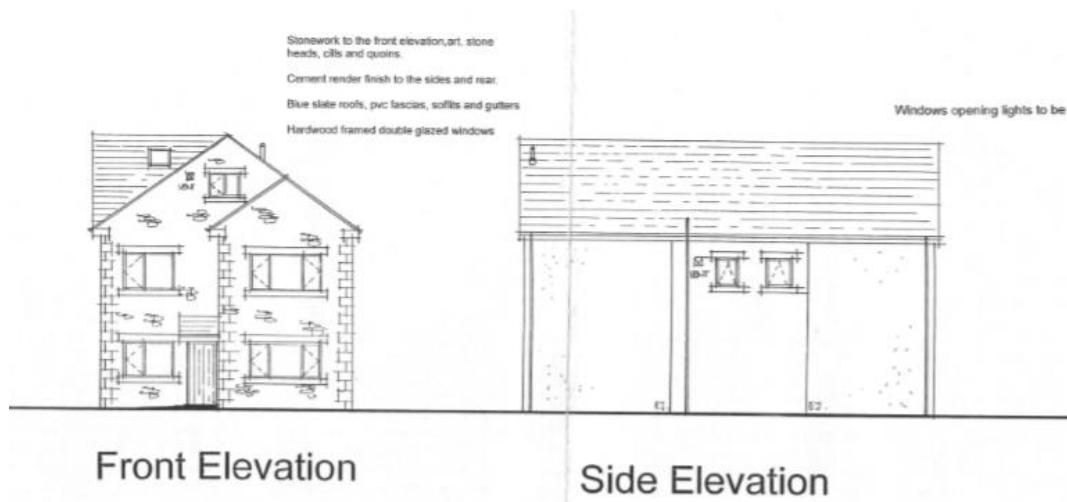 Stonework to the front elevation,art. stone
heads, cills and quoins.
Cement render finish to the sides and rear.
Blue slate roofs, pvc fascias, soffits and gutters
Hardwood framed double glazed windows
Windows opening lights to be
Front Elevation
Side Elevation